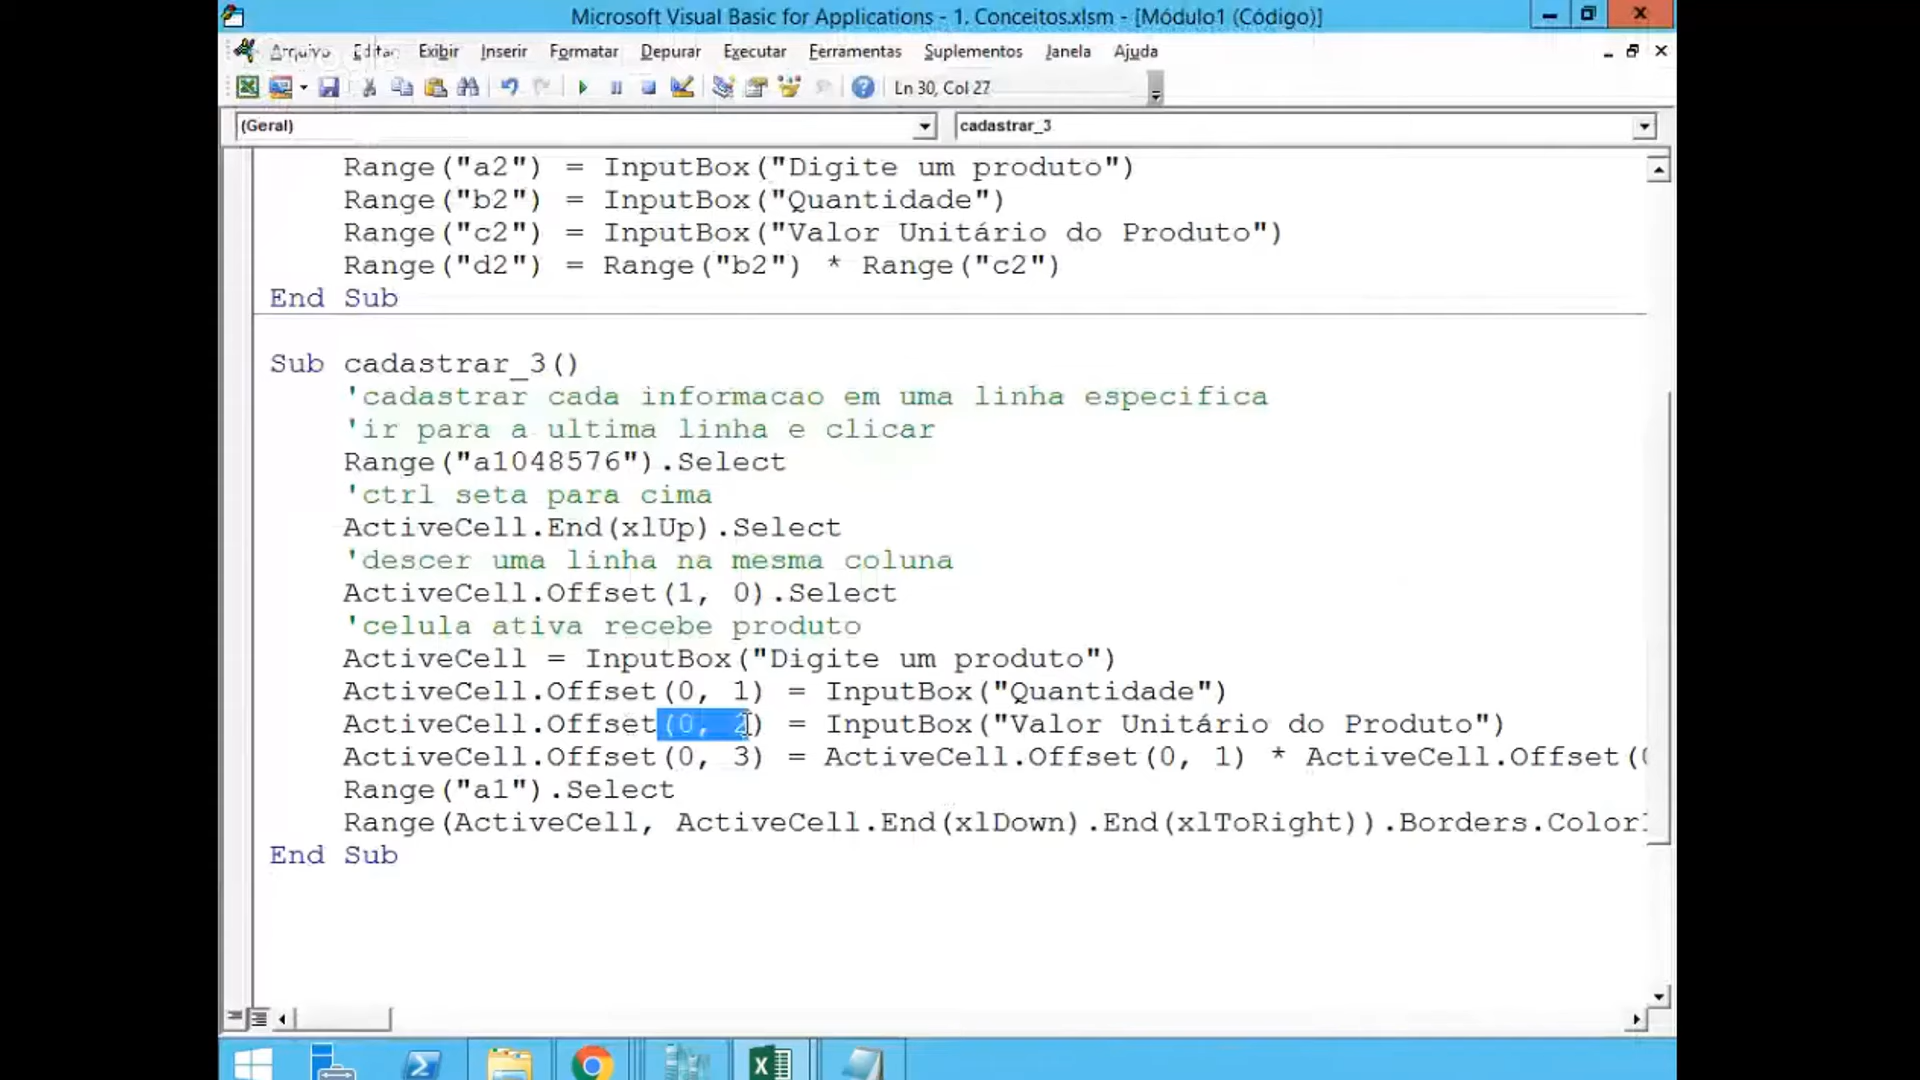 Microsoft Visual Basic for Applications - 1. Conceitos.xlsm - [Módulo1 (Código)]
Arquivo Editar Exibir Inserir Formatar Depurar Executar Ferramentas Suplementos Janela Ajuda
Ln 30, Col 27
(Geral) cadastrar_3
Range("a2") = InputBox("Digite um produto")
Range("b2") = InputBox("Quantidade")
Range("c2") = InputBox("Valor Unitário do Produto")
Range("d2") = Range("b2") * Range("c2")
End Sub
Sub cadastrar_3()
'cadastrar cada informacao em uma linha especifica
'ir para a ultima linha e clicar
Range("a1048576").Select
'ctrl seta para cima
ActiveCell.End(xlUp).Select
'descer uma linha na mesma coluna
ActiveCell.Offset(1, 0).Select
'celula ativa recebe produto
ActiveCell = InputBox("Digite um produto")
ActiveCell.Offset(0, 1) = InputBox("Quantidade")
ActiveCell.Offset(0, 2) = InputBox("Valor Unitário do Produto")
ActiveCell.Offset(0, 3) = ActiveCell.Offset(0, 1) * ActiveCell.Offset(
Range("a1").Select
Range(ActiveCell, ActiveCell.End(xlDown).End(xlToRight)).Borders.Color
End Sub